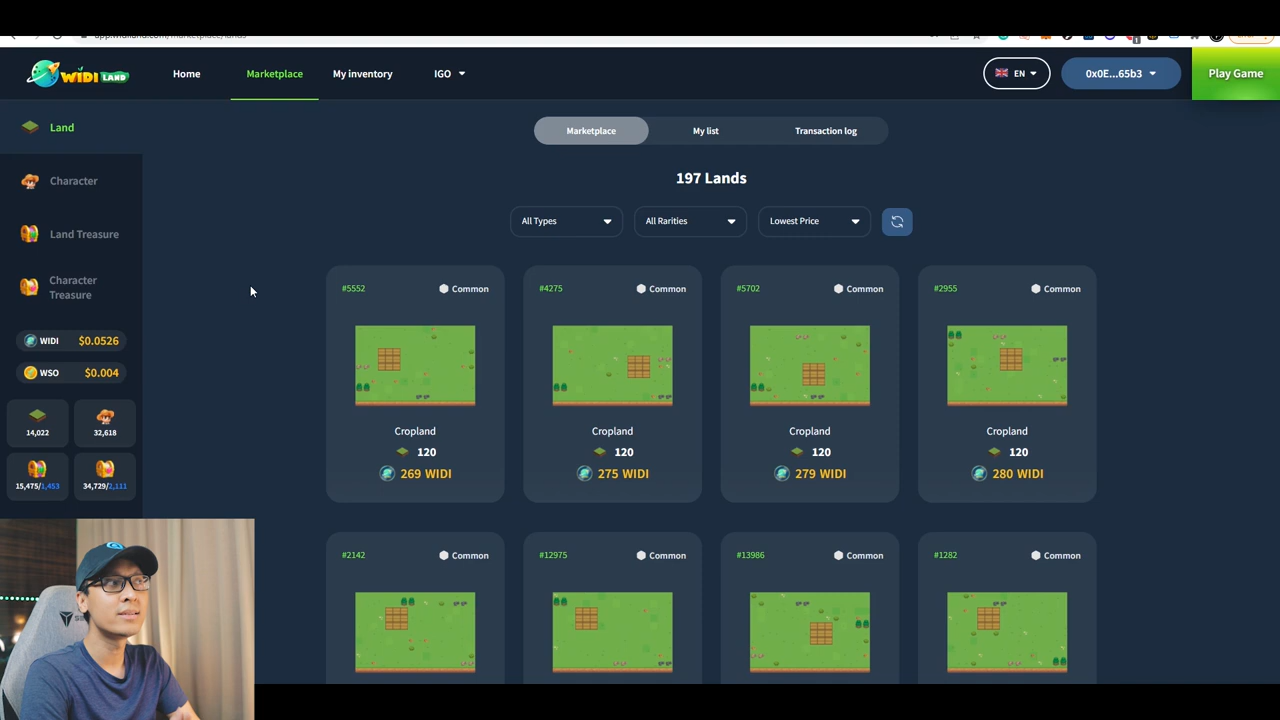 WIDI LAND
Home
Marketplace
My inventory
IGO
EN
0x0E...65b3
Play Game
Land
Character
Land Treasure
Character
Treasure
WIDI $0.0526
WSO $0.004
14,022
32,618
15,475/1,453
34,729/2,111
Marketplace
My list
Transaction log
197 Lands
All Types
All Rarities
Lowest Price
#5552 Common
Cropland
120
269 WIDI
#4275 Common
Cropland
120
275 WIDI
#5702 Common
Cropland
120
279 WIDI
#2955 Common
Cropland
120
280 WIDI
#2142 Common
#12975 Common
#13986 Common
#1282 Common